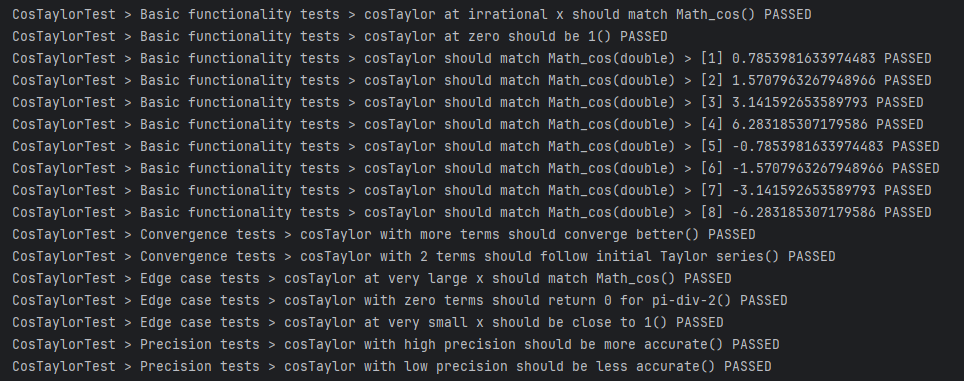 CosTaylorTest > Basic functionality tests > cosTaylor at irrational x should match Math_cos() PASSED
CosTaylorTest > Basic functionality tests > cosTaylor at zero should be 1() PASSED
CosTaylorTest > Basic functionality tests > cosTaylor should match Math_cos(double) > [1] 0.7853981633974483 PASSED
CosTaylorTest > Basic functionality tests > cosTaylor should match Math_cos(double) > [2] 1.5707963267948966 PASSED
CosTaylorTest > Basic functionality tests > cosTaylor should match Math_cos(double) > [3] 3.141592653589793 PASSED
CosTaylorTest > Basic functionality tests > cosTaylor should match Math_cos(double) > [4] 6.283185307179586 PASSED
CosTaylorTest > Basic functionality tests > cosTaylor should match Math_cos(double) > [5] -0.7853981633974483 PASSED
CosTaylorTest > Basic functionality tests > cosTaylor should match Math_cos(double) > [6] -1.5707963267948966 PASSED
CosTaylorTest > Basic functionality tests > cosTaylor should match Math_cos(double) > [7] -3.141592653589793 PASSED
CosTaylorTest > Basic functionality tests > cosTaylor should match Math_cos(double) > [8] -6.283185307179586 PASSED
CosTaylorTest > Convergence tests > cosTaylor with more terms should converge better() PASSED
CosTaylorTest > Convergence tests > cosTaylor with 2 terms should follow initial Taylor series() PASSED
CosTaylorTest > Edge case tests > cosTaylor at very large x should match Math_cos() PASSED
CosTaylorTest > Edge case tests > cosTaylor with zero terms should return 0 for pi-div-2() PASSED
CosTaylorTest > Edge case tests > cosTaylor at very small x should be close to 1() PASSED
CosTaylorTest > Precision tests > cosTaylor with high precision should be more accurate() PASSED
CosTaylorTest > Precision tests > cosTaylor with low precision should be less accurate() PASSED